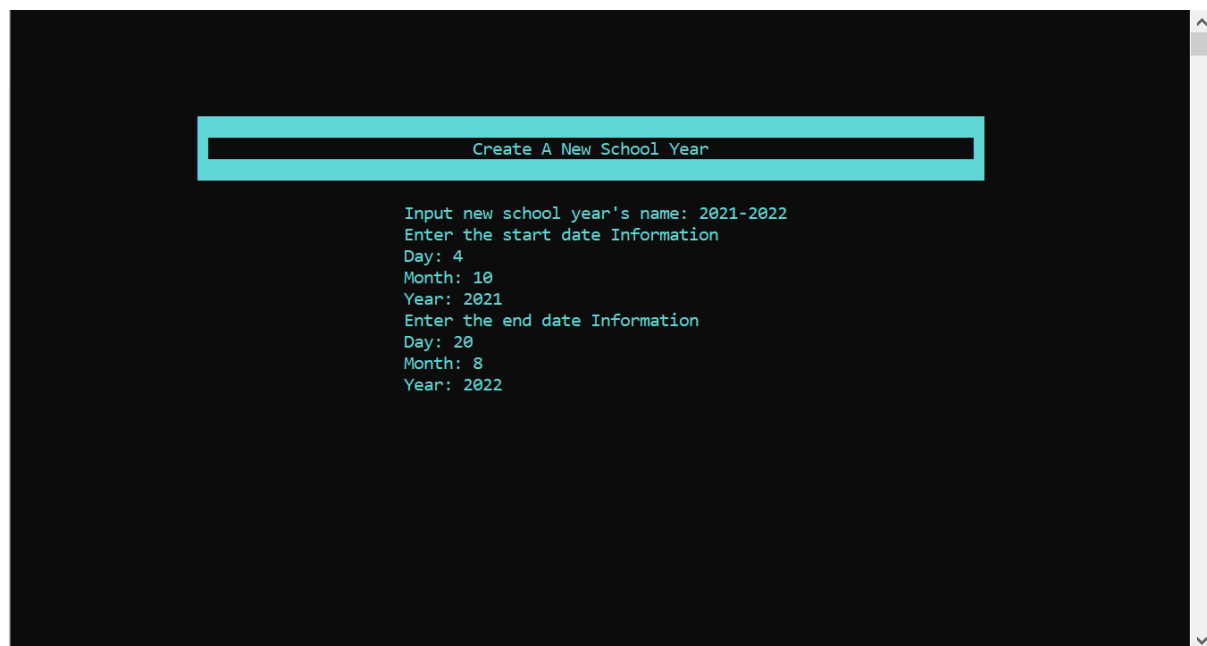 Create A New School Year
Input new school year's name: 2021-2022
Enter the start date Information
Day: 4
Month: 10
Year: 2021
Enter the end date Information
Day: 20
Month: 8
Year: 2022